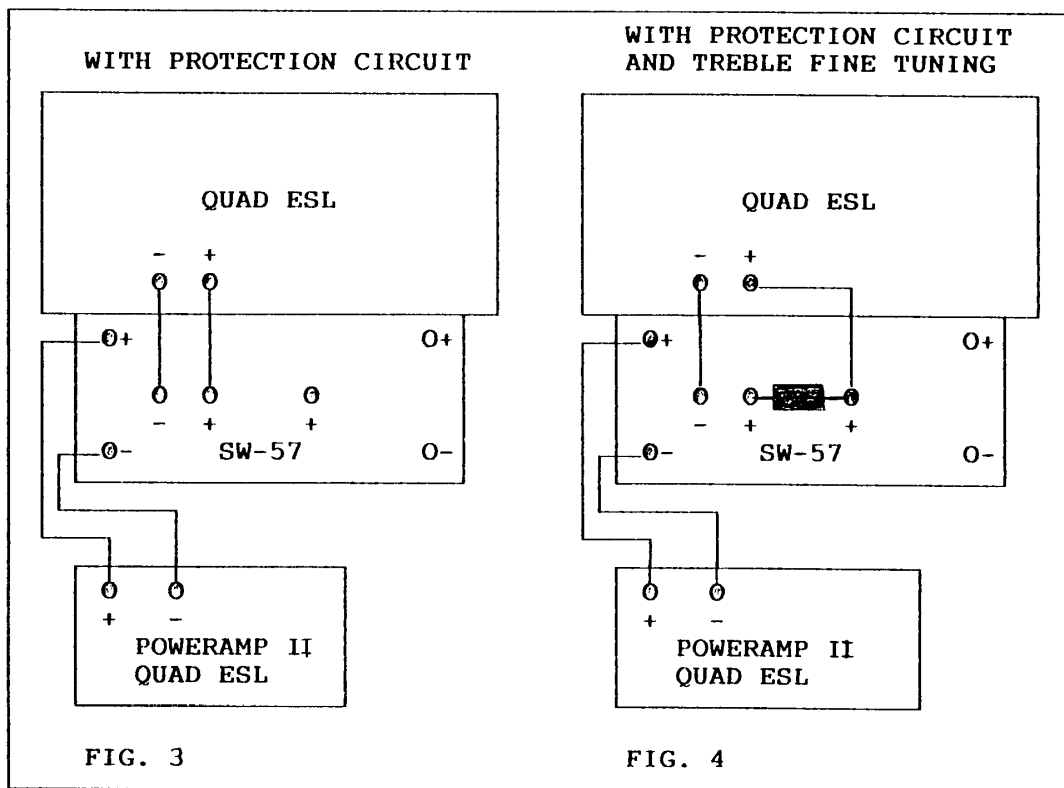 WITH PROTECTION CIRCUIT
QUAD ESL
- +
O+ O+
- + +
O- SW-57 O-
+ -
POWERAMP II
QUAD ESL
FIG. 3
WITH PROTECTION CIRCUIT
AND TREBLE FINE TUNING
QUAD ESL
- +
O+ O+
- + +
O- SW-57 O-
+ -
POWERAMP II
QUAD ESL
FIG. 4